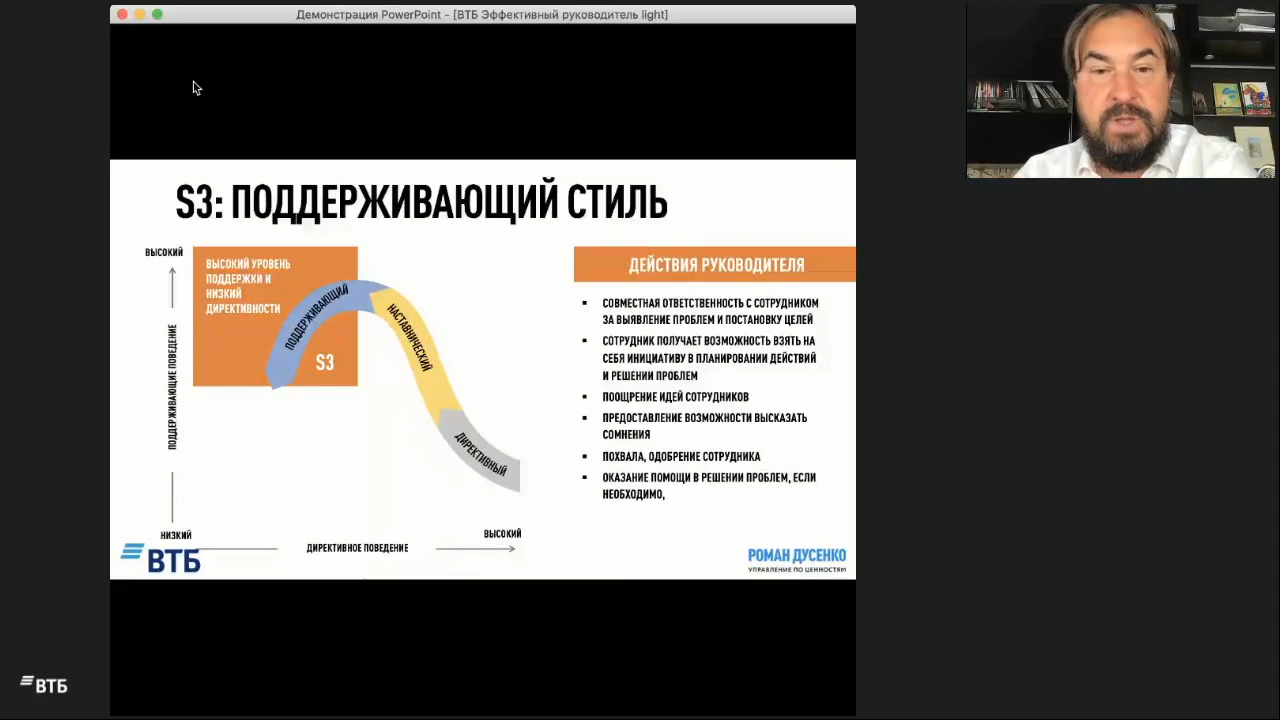 Демонстрация PowerPoint - [ВТБ Эффективный руководитель light]
S3: ПОДДЕРЖИВАЮЩИЙ СТИЛЬ
ВЫСОКИЙ
ВЫСОКИЙ УРОВЕНЬ
ПОДДЕРЖКИ И
НИЗКИЙ
ДИРЕКТИВНОСТИ
ПОДДЕРЖИВАЮЩИЙ
S3
НАСТАВНИЧЕСКИЙ
ДИРЕКТИВНЫЙ
ПОДДЕРЖИВАЮЩИЕ ПОВЕДЕНИЕ
НИЗКИЙ
ДИРЕКТИВНОЕ ПОВЕДЕНИЕ
ВЫСОКИЙ
ДЕЙСТВИЯ РУКОВОДИТЕЛЯ
▪ СОВМЕСТНАЯ ОТВЕТСТВЕННОСТЬ С СОТРУДНИКОМ
ЗА ВЫЯВЛЕНИЕ ПРОБЛЕМ И ПОСТАНОВКУ ЦЕЛЕЙ
▪ СОТРУДНИК ПОЛУЧАЕТ ВОЗМОЖНОСТЬ ВЗЯТЬ НА
СЕБЯ ИНИЦИАТИВУ В ПЛАНИРОВАНИИ ДЕЙСТВИЙ
И РЕШЕНИИ ПРОБЛЕМ
▪ ПООЩРЕНИЕ ИДЕЙ СОТРУДНИКОВ
▪ ПРЕДОСТАВЛЕНИЕ ВОЗМОЖНОСТИ ВЫСКАЗАТЬ
СОМНЕНИЯ
▪ ПОХВАЛА, ОДОБРЕНИЕ СОТРУДНИКА
▪ ОКАЗАНИЕ ПОМОЩИ В РЕШЕНИИ ПРОБЛЕМ, ЕСЛИ
НЕОБХОДИМО,
ВТБ
РОМАН ДУСЕНКО
УПРАВЛЕНИЕ ПО ЦЕННОСТЯМ
ВТБ